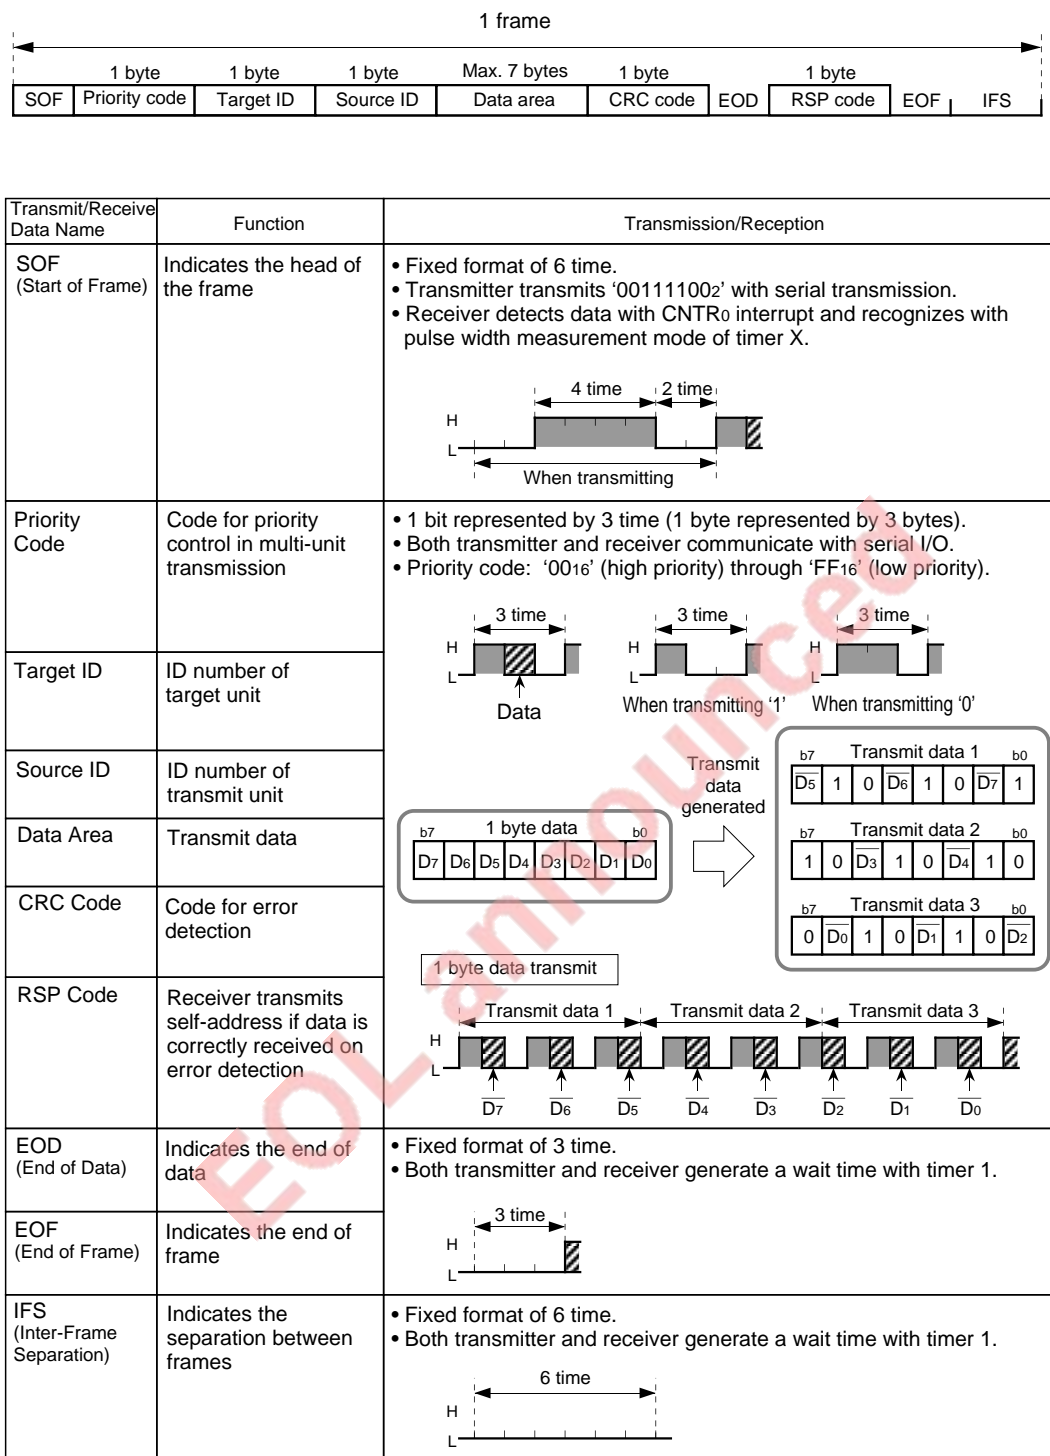 1 frame
1 byte 1 byte 1 byte Max. 7 bytes 1 byte 1 byte
SOF Priority code Target ID Source ID Data area CRC code EOD RSP code EOF IFS
Transmit/Receive Data Name Function Transmission/Reception
SOF
(Start of Frame)
Indicates the head of
the frame
• Fixed format of 6 time.
• Transmitter transmits ‘001111002’ with serial transmission.
• Receiver detects data with CNTR0 interrupt and recognizes with
pulse width measurement mode of timer X.
4 time 2 time
H
L
When transmitting
Priority
Code
Code for priority
control in multi-unit
transmission
• 1 bit represented by 3 time (1 byte represented by 3 bytes).
• Both transmitter and receiver communicate with serial I/O.
• Priority code: ‘0016’ (high priority) through ‘FF16’ (low priority).
3 time 3 time 3 time
H H H
L L L
Data When transmitting ‘1’ When transmitting ‘0’
Target ID
ID number of
target unit
Source ID
ID number of
transmit unit
Transmit
data
generated
Transmit data 1
b7 b0
D5 1 0 D6 1 0 D7 1
Data Area
Transmit data
1 byte data
b7 b0
D7 D6 D5 D4 D3 D2 D1 D0
Transmit data 2
b7 b0
1 0 D3 1 0 D4 1 0
CRC Code
Code for error
detection
Transmit data 3
b7 b0
0 D0 1 0 D1 1 0 D2
1 byte data transmit
RSP Code
Receiver transmits
self-address if data is
correctly received on
error detection
Transmit data 1 Transmit data 2 Transmit data 3
H
L
D7 D6 D5 D4 D3 D2 D1 D0
EOD
(End of Data)
Indicates the end of
data
• Fixed format of 3 time.
• Both transmitter and receiver generate a wait time with timer 1.
EOF
(End of Frame)
Indicates the end of
frame
3 time
H
L
IFS
(Inter-Frame
Separation)
Indicates the
separation between
frames
• Fixed format of 6 time.
• Both transmitter and receiver generate a wait time with timer 1.
6 time
H
L
EOL announced